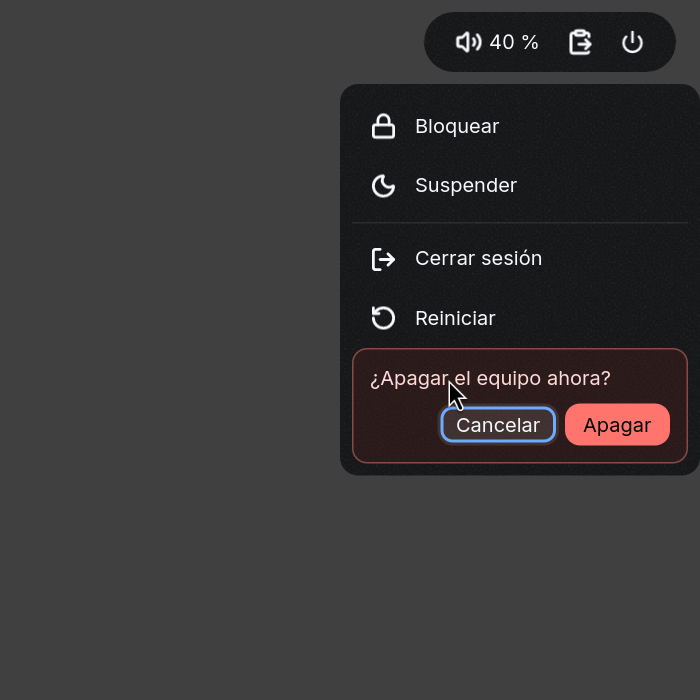 40 %
Bloquear
Suspender
Cerrar sesión
Reiniciar
¿Apagar el equipo ahora?
Cancelar Apagar